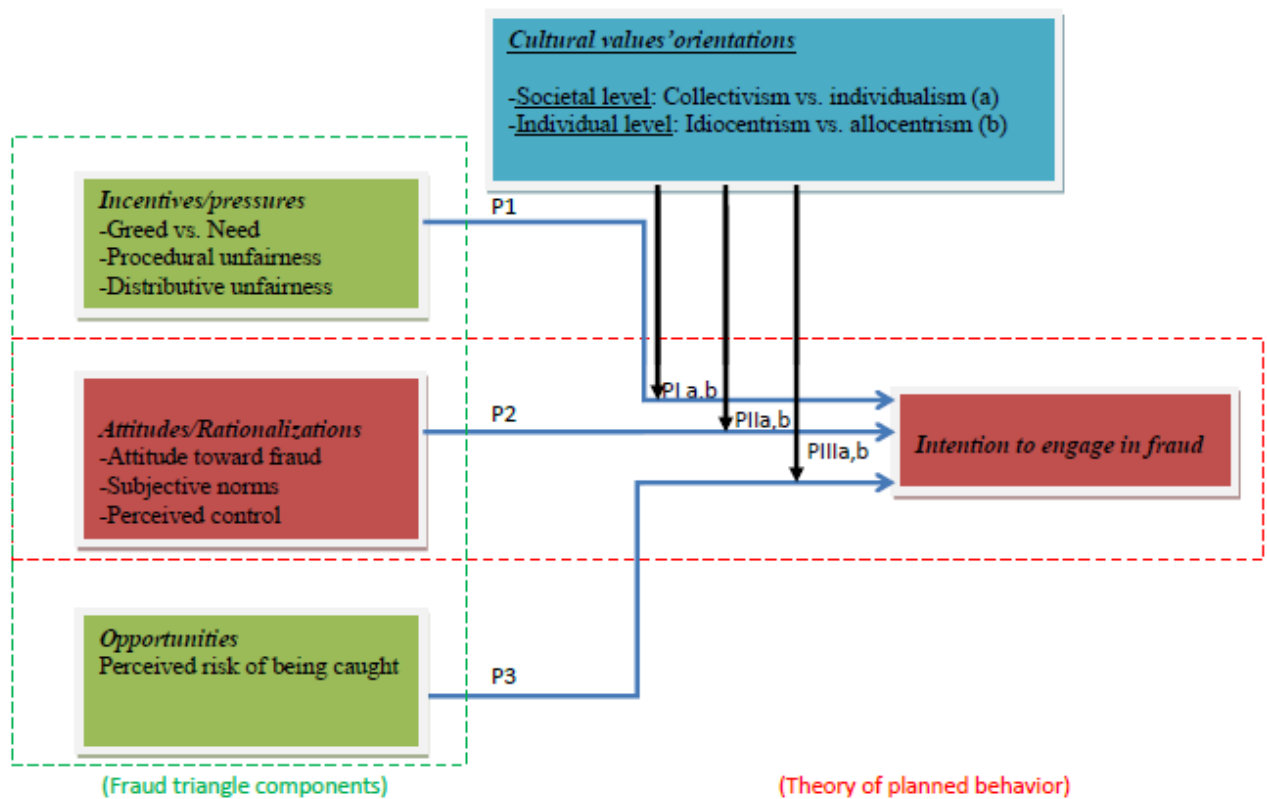 Cultural values'orientations
-Societal level: Collectivism vs. individualism (a)
-Individual level: Idiocentrism vs. allocentrism (b)
Incentives/pressures
-Greed vs. Need
-Procedural unfairness
-Distributive unfairness
P1
Attitudes/Rationalizations
-Attitude toward fraud
-Subjective norms
-Perceived control
P2
PI a,b
PIIa,b
PIIIa,b
Intention to engage in fraud
Opportunities
Perceived risk of being caught
P3
(Fraud triangle components)
(Theory of planned behavior)